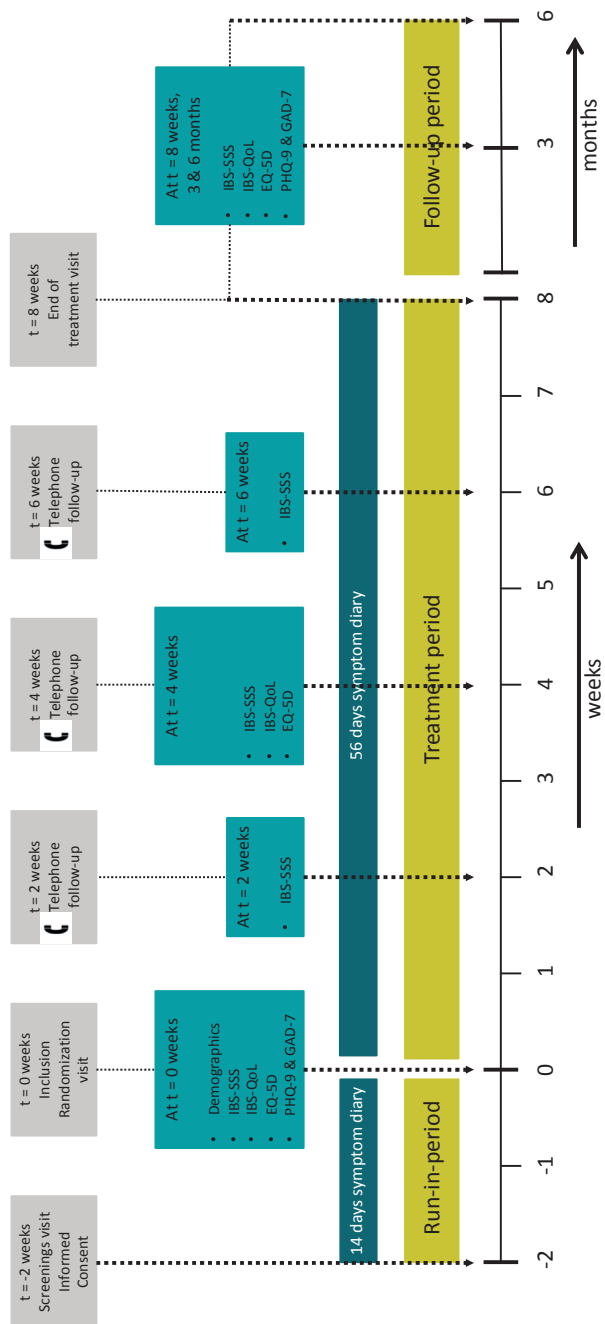 t = -2 weeks
Screenings visit
Informed
Consent
t = 0 weeks
Inclusion
Randomization
visit
t = 2 weeks
Telephone
follow-up
t = 4 weeks
Telephone
follow-up
t = 6 weeks
Telephone
follow-up
t = 8 weeks
End of
treatment visit
At t = 0 weeks
• Demographics
• IBS-SSS
• IBS-QoL
• EQ-5D
• PHQ-9 & GAD-7
At t = 2 weeks
• IBS-SSS
At t = 4 weeks
• IBS-SSS
• IBS-QoL
• EQ-5D
At t = 6 weeks
• IBS-SSS
At t = 8 weeks,
3 & 6 months
• IBS-SSS
• IBS-QoL
• EQ-5D
• PHQ-9 & GAD-7
14 days symptom diary
56 days symptom diary
Run-in-period
Treatment period
Follow-up period
-2 -1 0 1 2 3 4 5 6 7 8 3 6
weeks
months